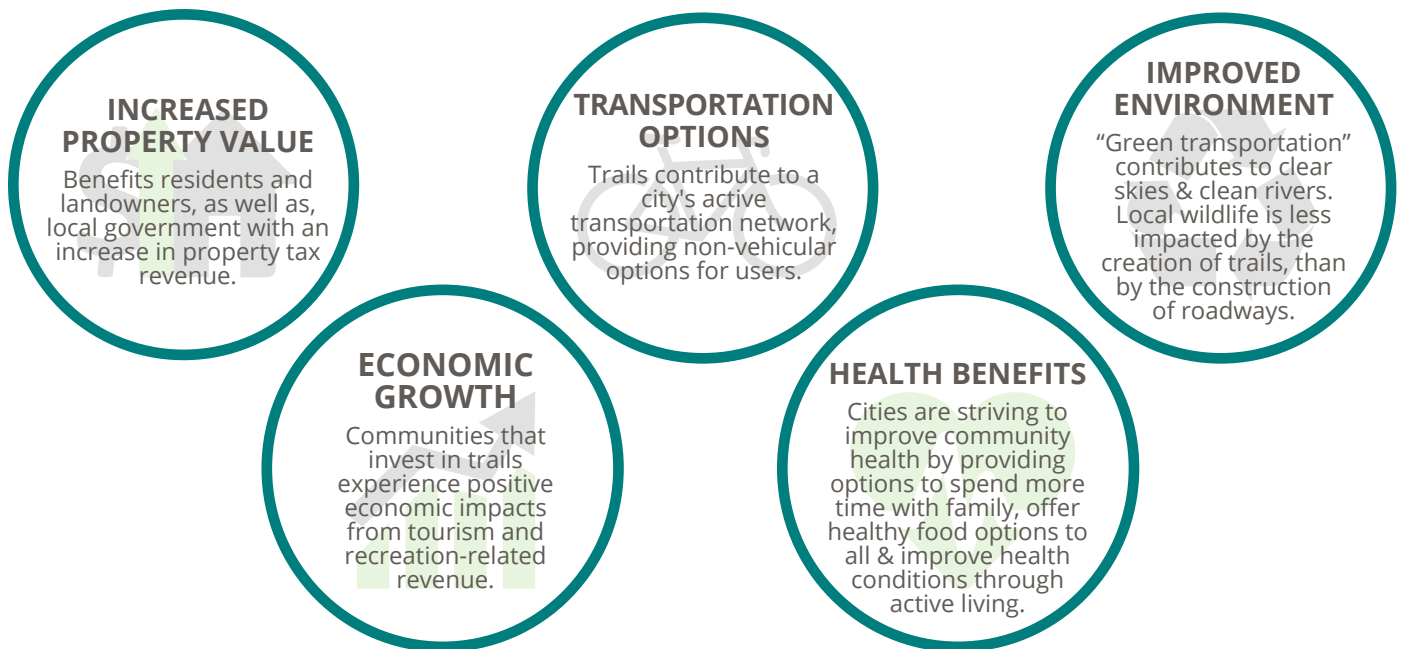 INCREASED
PROPERTY VALUE
Benefits residents and
landowners, as well as,
local government with an
increase in property tax
revenue.
ECONOMIC
GROWTH
Communities that
invest in trails
experience positive
economic impacts
from tourism and
recreation-related
revenue.
TRANSPORTATION
OPTIONS
Trails contribute to a
city's active
transportation network,
providing non-vehicular
options for users.
HEALTH BENEFITS
Cities are striving to
improve community
health by providing
options to spend more
time with family, offer
healthy food options to
all & improve health
conditions through
active living.
IMPROVED
ENVIRONMENT
“Green transportation”
contributes to clear
skies & clean rivers.
Local wildlife is less
impacted by the
creation of trails, than
by the construction
of roadways.